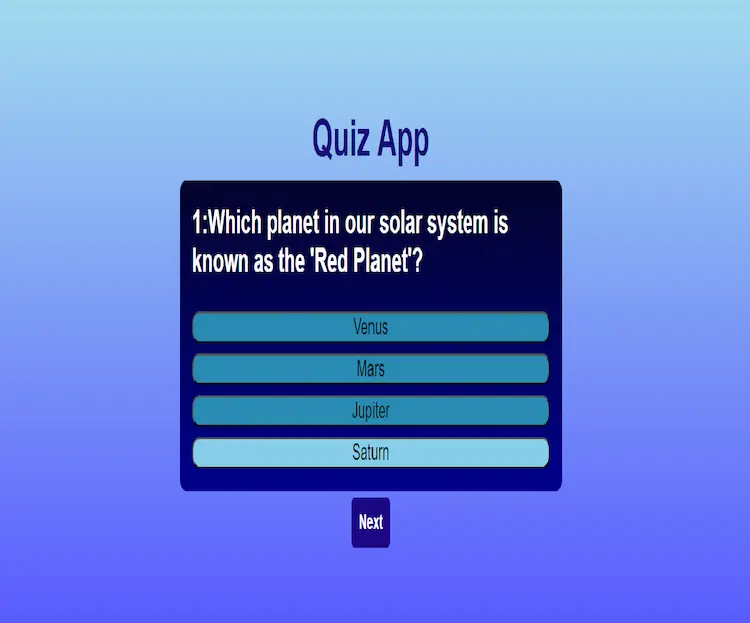 Quiz App
1:Which planet in our solar system is
known as the 'Red Planet'?
Venus
Mars
Jupiter
Saturn
Next